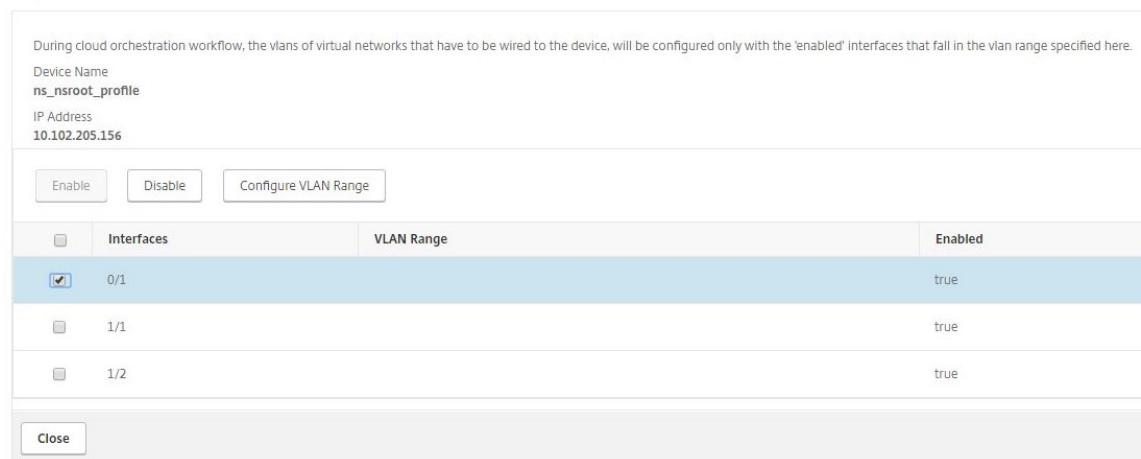 During cloud orchestration workflow, the vlans of virtual networks that have to be wired to the device, will be configured only with the 'enabled' interfaces that fall in the vlan range specified here.
Device Name
ns_nsroot_profile
IP Address
10.102.205.156
Enable Disable Configure VLAN Range
Interfaces VLAN Range Enabled
0/1 true
1/1 true
1/2 true
Close